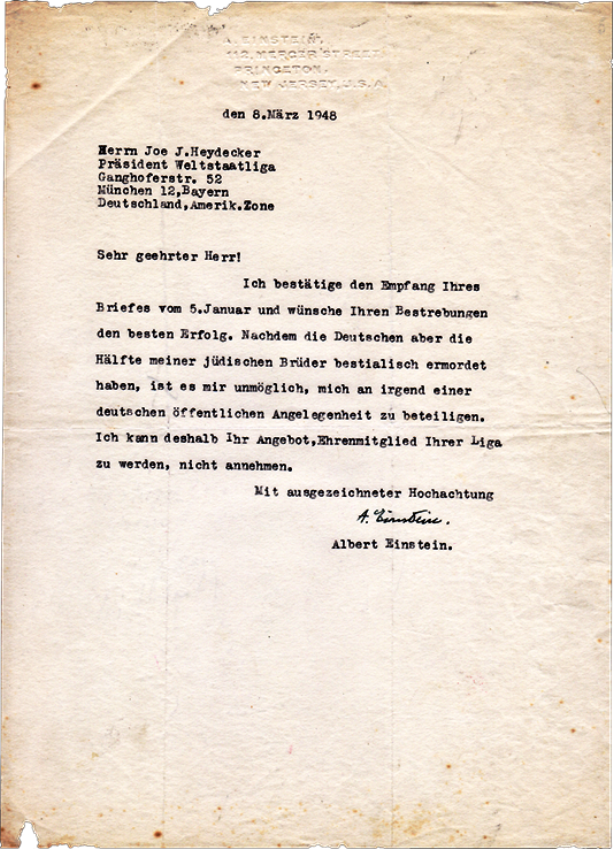 A. EINSTEIN,
112, MERCER STREET,
PRINCETON,
NEW JERSEY, U.S.A.
den 8.März 1948
Herrn Joe J.Heydecker
Präsident Weltstaatliga
Ganghoferstr. 52
München 12,Bayern
Deutschland,Amerik.Zone
Sehr geehrter Herr!
Ich bestätige den Empfang Ihres
Briefes vom 5.Januar und wünsche Ihren Bestrebungen
den besten Erfolg. Nachdem die Deutschen aber die
Hälfte meiner jüdischen Brüder bestialisch ermordet
haben, ist es mir unmöglich, mich an irgend einer
deutschen öffentlichen Angelegenheit zu beteiligen.
Ich kann deshalb Ihr Angebot,Ehrenmitglied Ihrer Liga
zu werden, nicht annehmen.
Mit ausgezeichneter Hochachtung
A. Einstein.
Albert Einstein.